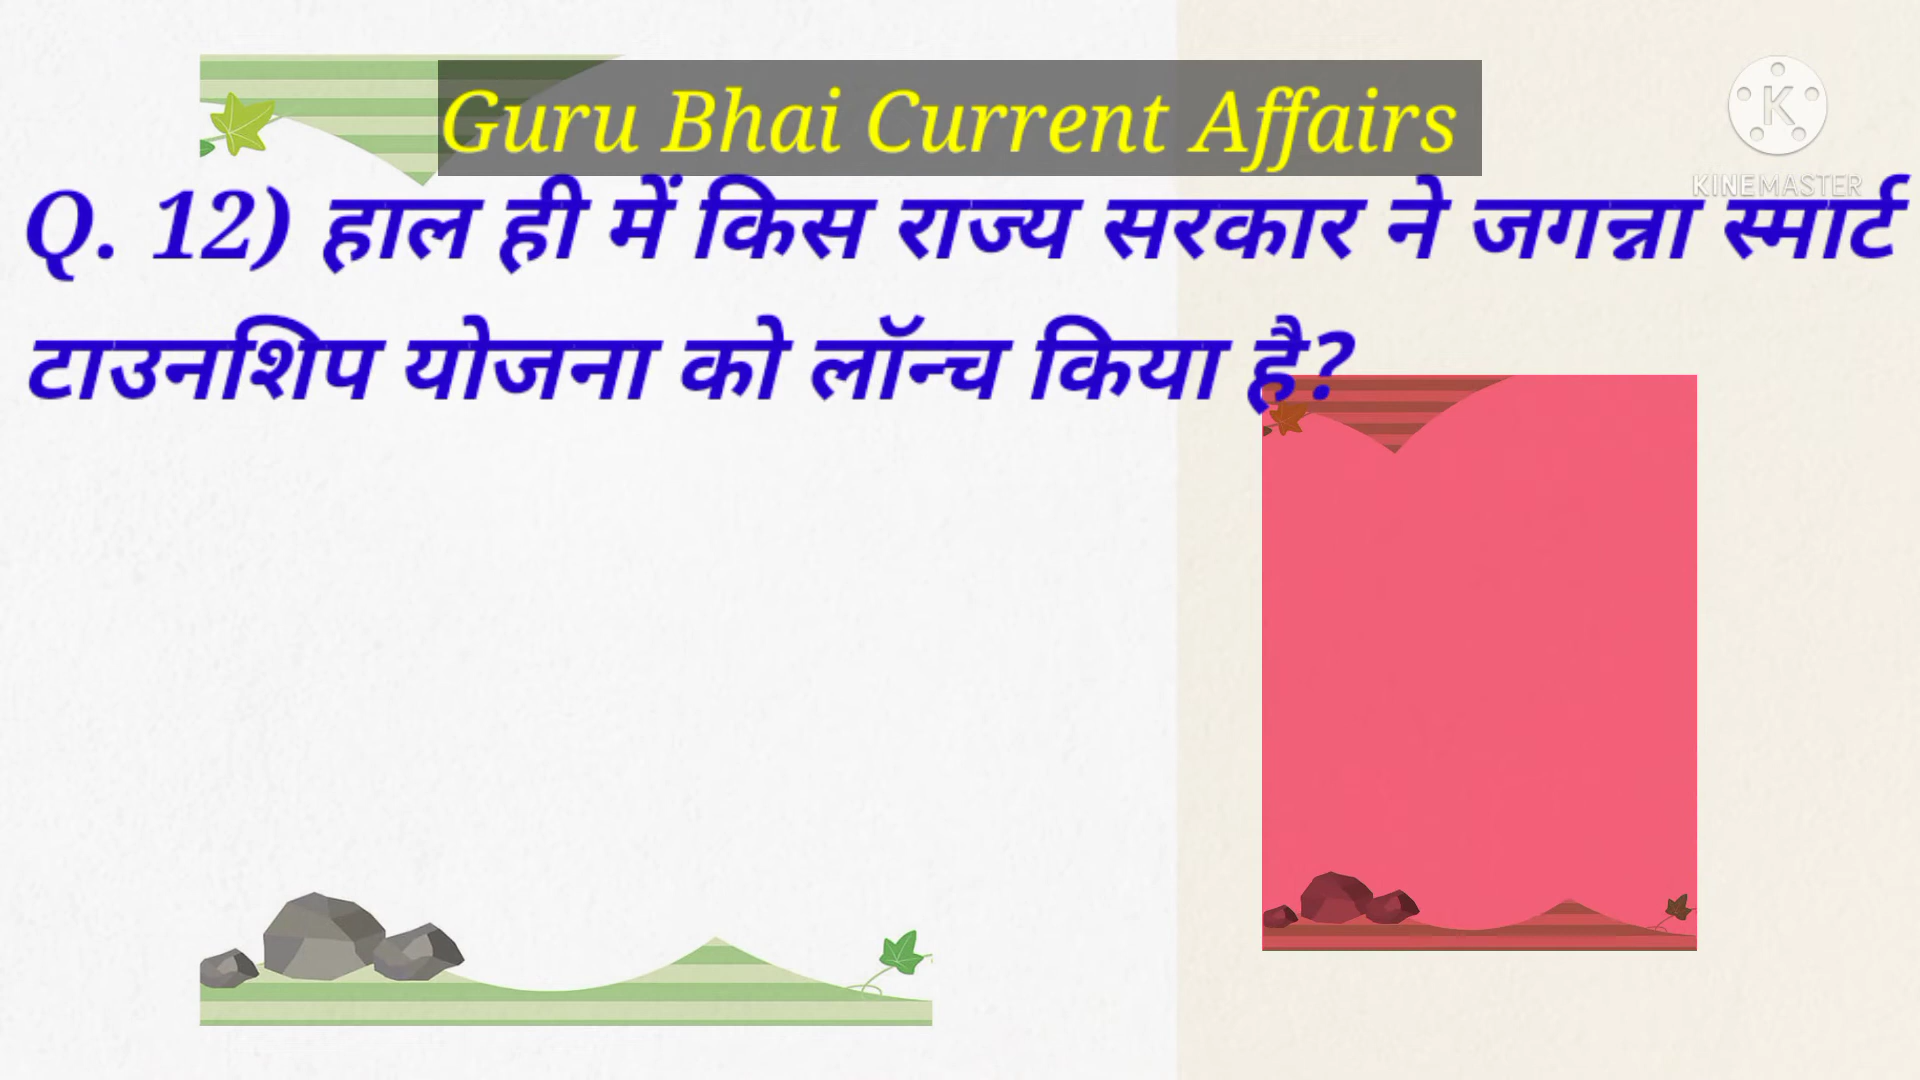 Guru Bhai Current Affairs
KINEMASTER
Q. 12) हाल ही में किस राज्य सरकार ने जगन्ना स्मार्ट
टाउनशिप योजना को लॉन्च किया है?